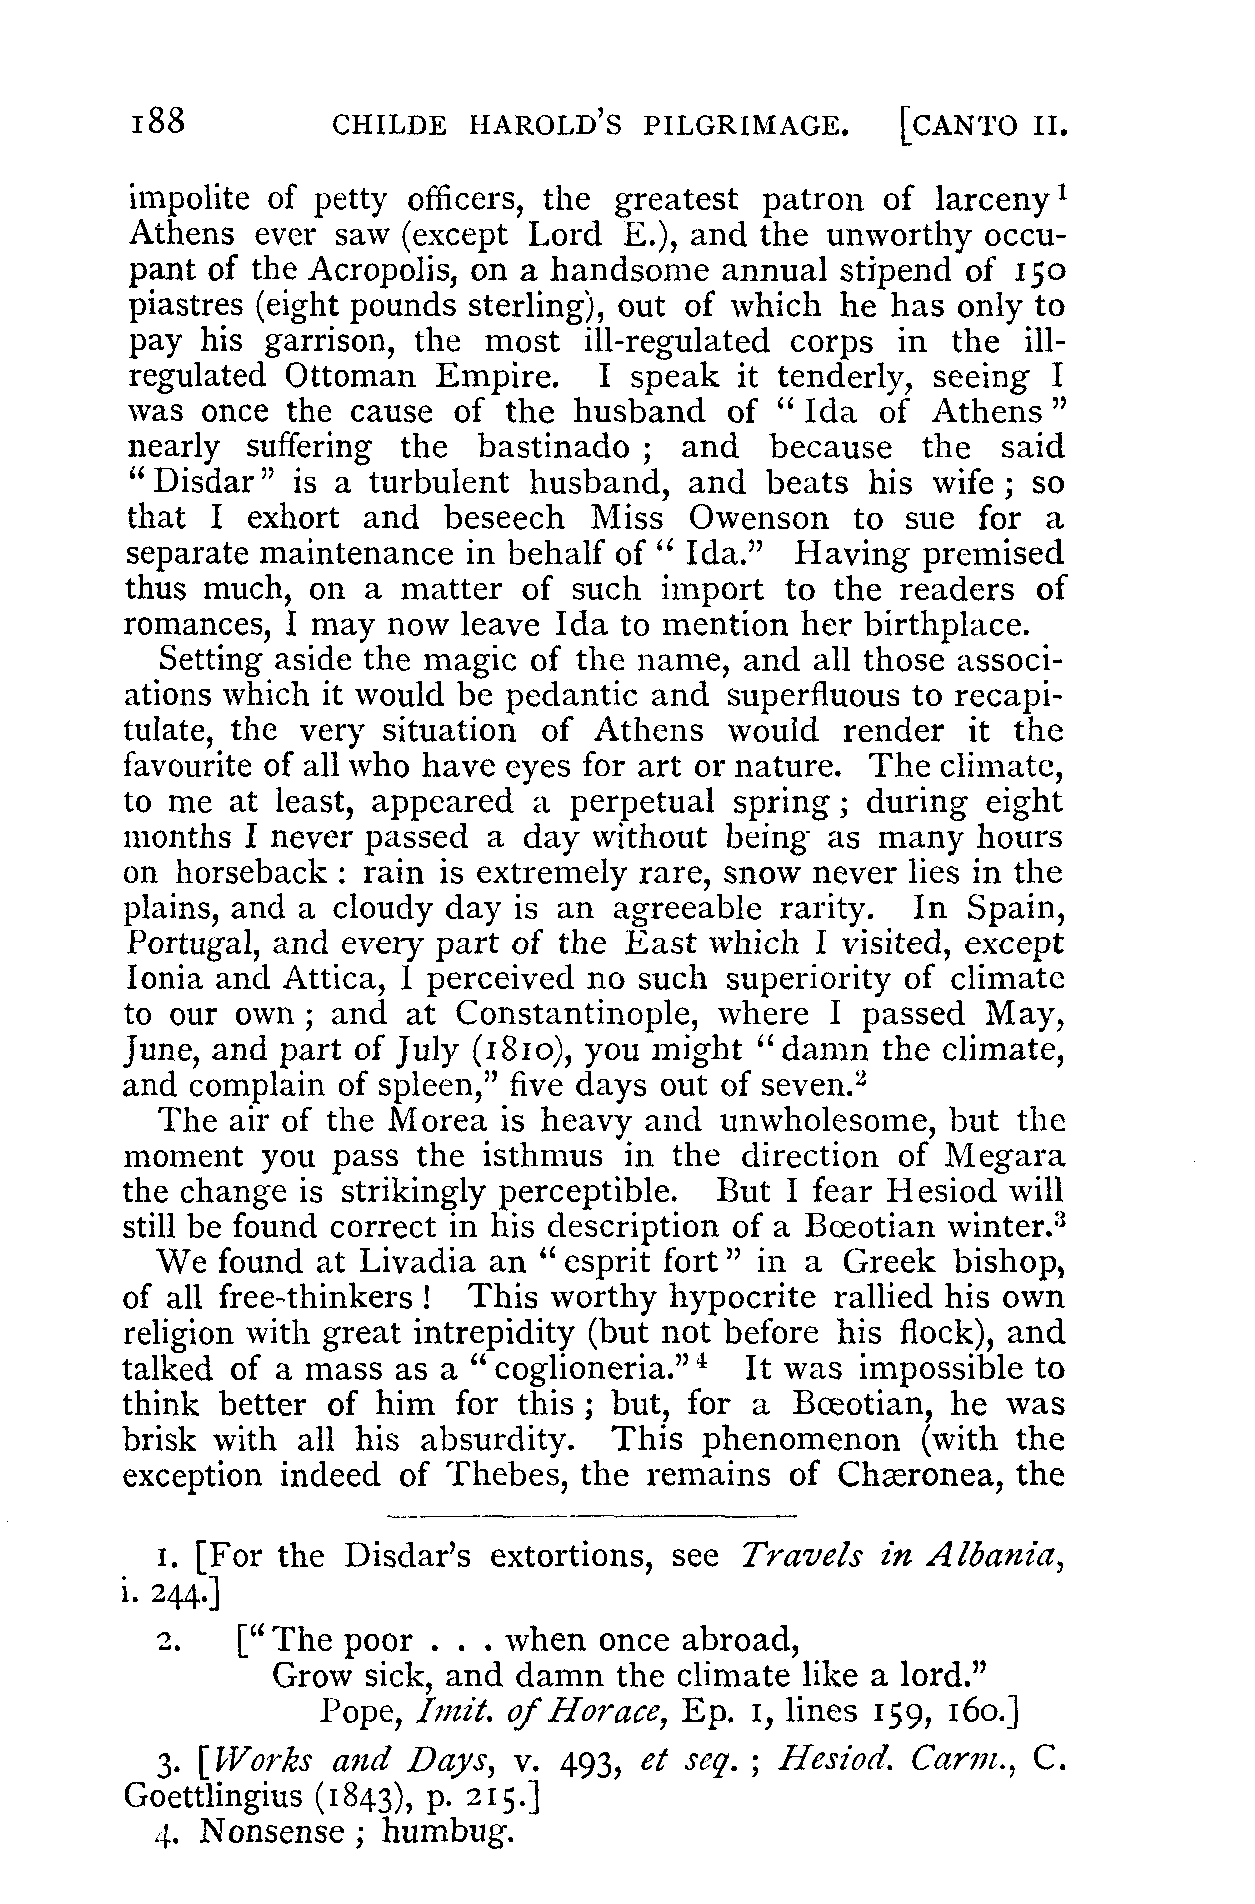 188 CHILDE HAROLD'S PILGRIMAGE. [CANTO II.
impolite of petty officers, the greatest patron of larceny ¹
Athens ever saw (except Lord E.), and the unworthy occu-
pant of the Acropolis, on a handsome annual stipend of 150
piastres (eight pounds sterling), out of which he has only to
pay his garrison, the most ill-regulated corps in the ill-
regulated Ottoman Empire. I speak it tenderly, seeing I
was once the cause of the husband of "Ida of Athens"
nearly suffering the bastinado ; and because the said
"Disdar" is a turbulent husband, and beats his wife ; so
that I exhort and beseech Miss Owenson to sue for a
separate maintenance in behalf of "Ida." Having premised
thus much, on a matter of such import to the readers of
romances, I may now leave Ida to mention her birthplace.
Setting aside the magic of the name, and all those associ-
ations which it would be pedantic and superfluous to recapi-
tulate, the very situation of Athens would render it the
favourite of all who have eyes for art or nature. The climate,
to me at least, appeared a perpetual spring ; during eight
months I never passed a day without being as many hours
on horseback : rain is extremely rare, snow never lies in the
plains, and a cloudy day is an agreeable rarity. In Spain,
Portugal, and every part of the East which I visited, except
Ionia and Attica, I perceived no such superiority of climate
to our own ; and at Constantinople, where I passed May,
June, and part of July (1810), you might "damn the climate,
and complain of spleen," five days out of seven.²
The air of the Morea is heavy and unwholesome, but the
moment you pass the isthmus in the direction of Megara
the change is strikingly perceptible. But I fear Hesiod will
still be found correct in his description of a Bœotian winter.³
We found at Livadia an "esprit fort" in a Greek bishop,
of all free-thinkers ! This worthy hypocrite rallied his own
religion with great intrepidity (but not before his flock), and
talked of a mass as a "coglioneria."⁴ It was impossible to
think better of him for this ; but, for a Bœotian, he was
brisk with all his absurdity. This phenomenon (with the
exception indeed of Thebes, the remains of Chæronea, the
1. [For the Disdar's extortions, see Travels in Albania,
i. 244.]
2. ["The poor . . . when once abroad,
Grow sick, and damn the climate like a lord."
Pope, Imit. of Horace, Ep. 1, lines 159, 160.]
3. [Works and Days, v. 493, et seq. ; Hesiod. Carm., C.
Goettlingius (1843), p. 215.]
4. Nonsense ; humbug.